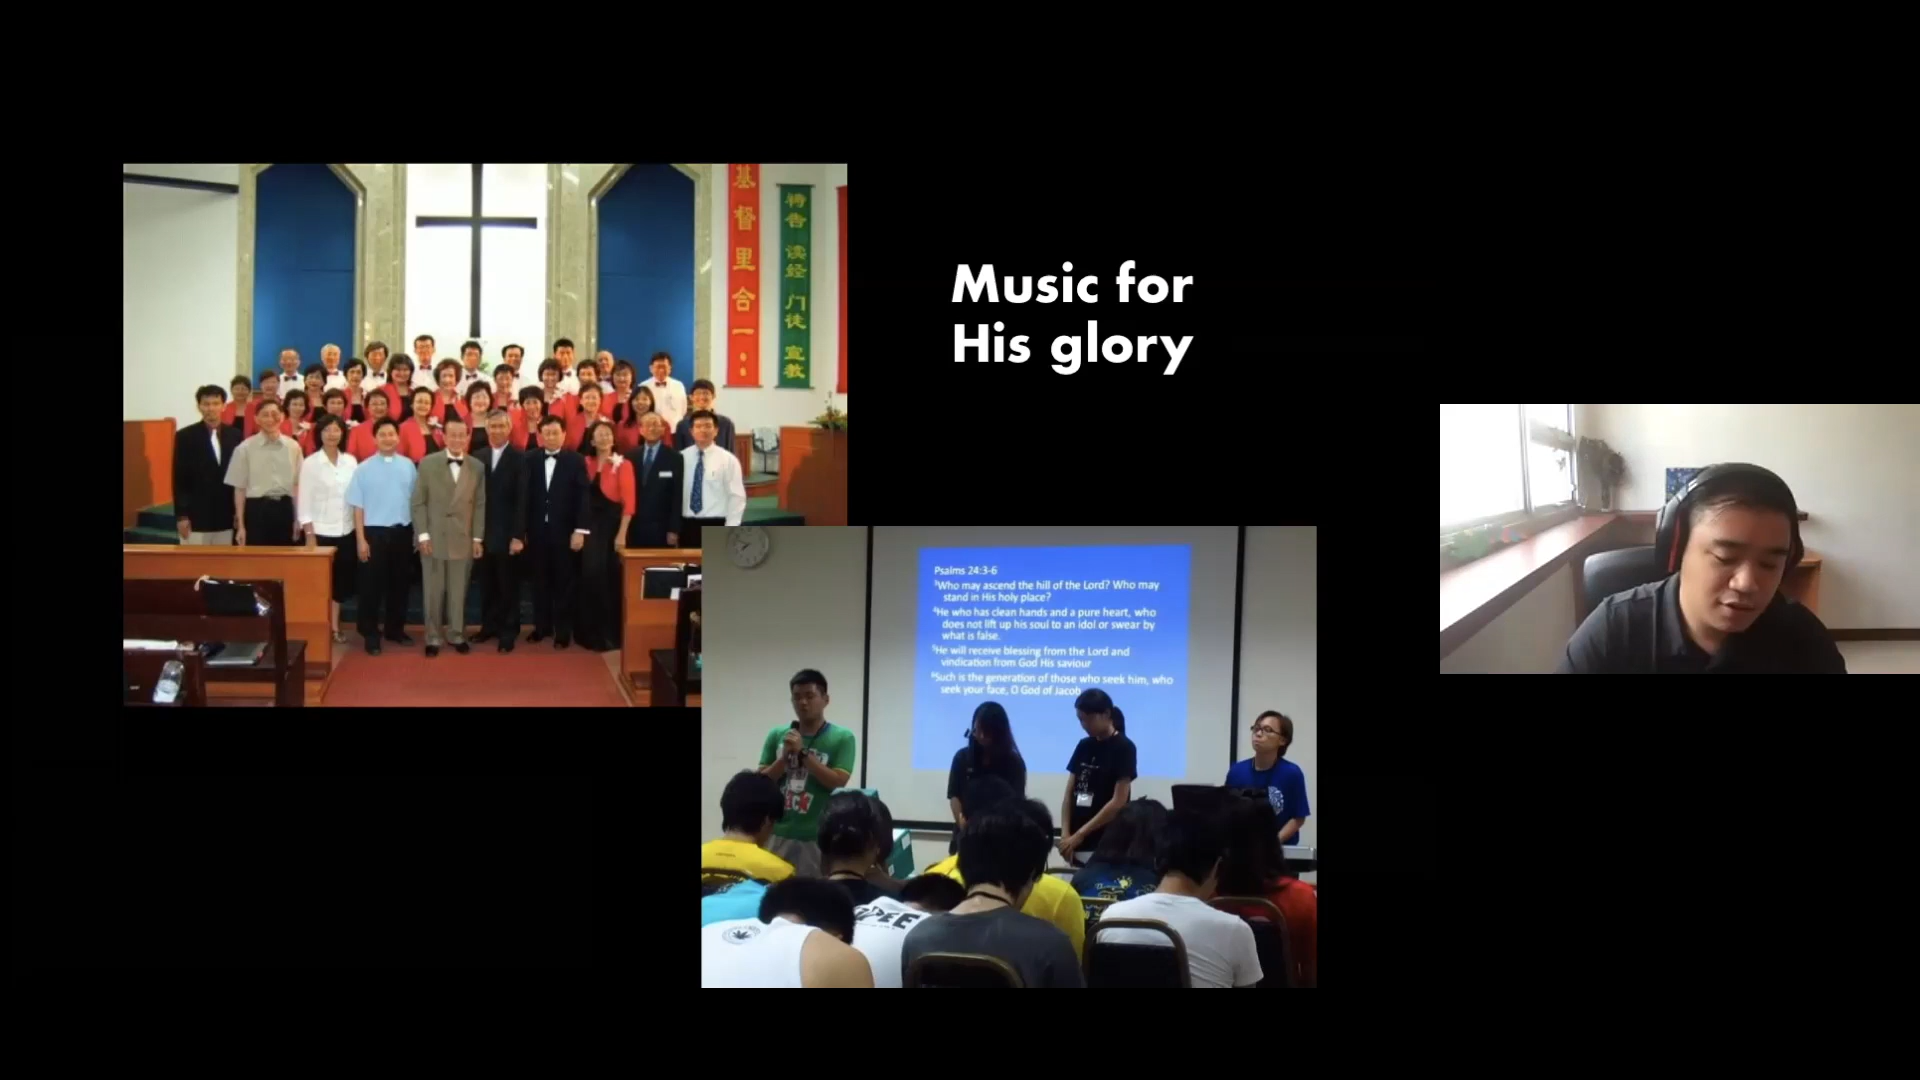 Music for
His glory
基督里合一：
祷告 读经 门徒 宣教
Psalms 24:3-6
³Who may ascend the hill of the Lord? Who may
stand in His holy place?
⁴He who has clean hands and a pure heart, who
does not lift up his soul to an idol or swear by
what is false.
⁵He will receive blessing from the Lord and
vindication from God His saviour
⁶Such is the generation of those who seek him, who
seek your face, O God of Jacob